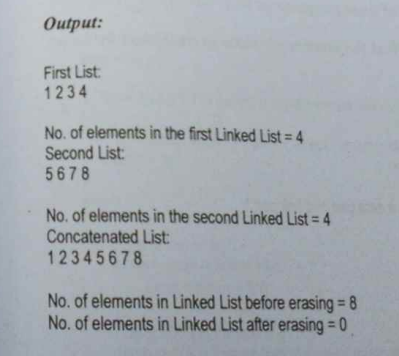 Output:
First List:
1 2 3 4
No. of elements in the first Linked List = 4
Second List:
5 6 7 8
No. of elements in the second Linked List = 4
Concatenated List:
1 2 3 4 5 6 7 8
No. of elements in Linked List before erasing = 8
No. of elements in Linked List after erasing = 0